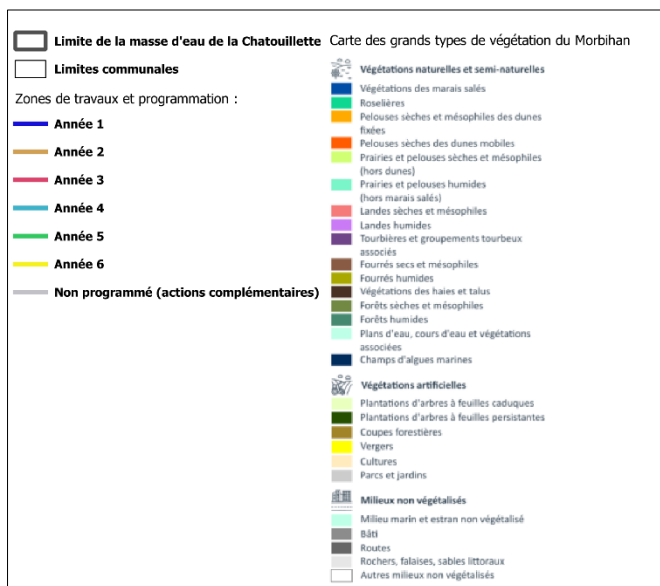 Limite de la masse d'eau de la Chatouillette
Limites communales
Zones de travaux et programmation :
Année 1
Année 2
Année 3
Année 4
Année 5
Année 6
Non programmé (actions complémentaires)
Carte des grands types de végétation du Morbihan
Végétations naturelles et semi-naturelles
Végétations des marais salés
Roselières
Pelouses sèches et mésophiles des dunes
fixées
Pelouses sèches des dunes mobiles
Prairies et pelouses sèches et mésophiles
(hors dunes)
Prairies et pelouses humides
(hors marais salés)
Landes sèches et mésophiles
Landes humides
Tourbières et groupements tourbeux
associés
Fourrés secs et mésophiles
Fourrés humides
Végétations des haies et talus
Forêts sèches et mésophiles
Forêts humides
Plans d'eau, cours d'eau et végétations
associées
Champs d'algues marines
Végétations artificielles
Plantations d'arbres à feuilles caduques
Plantations d'arbres à feuilles persistantes
Coupes forestières
Vergers
Cultures
Parcs et jardins
Milieux non végétalisés
Milieu marin et estran non végétalisé
Bâti
Routes
Rochers, falaises, sables littoraux
Autres milieux non végétalisés